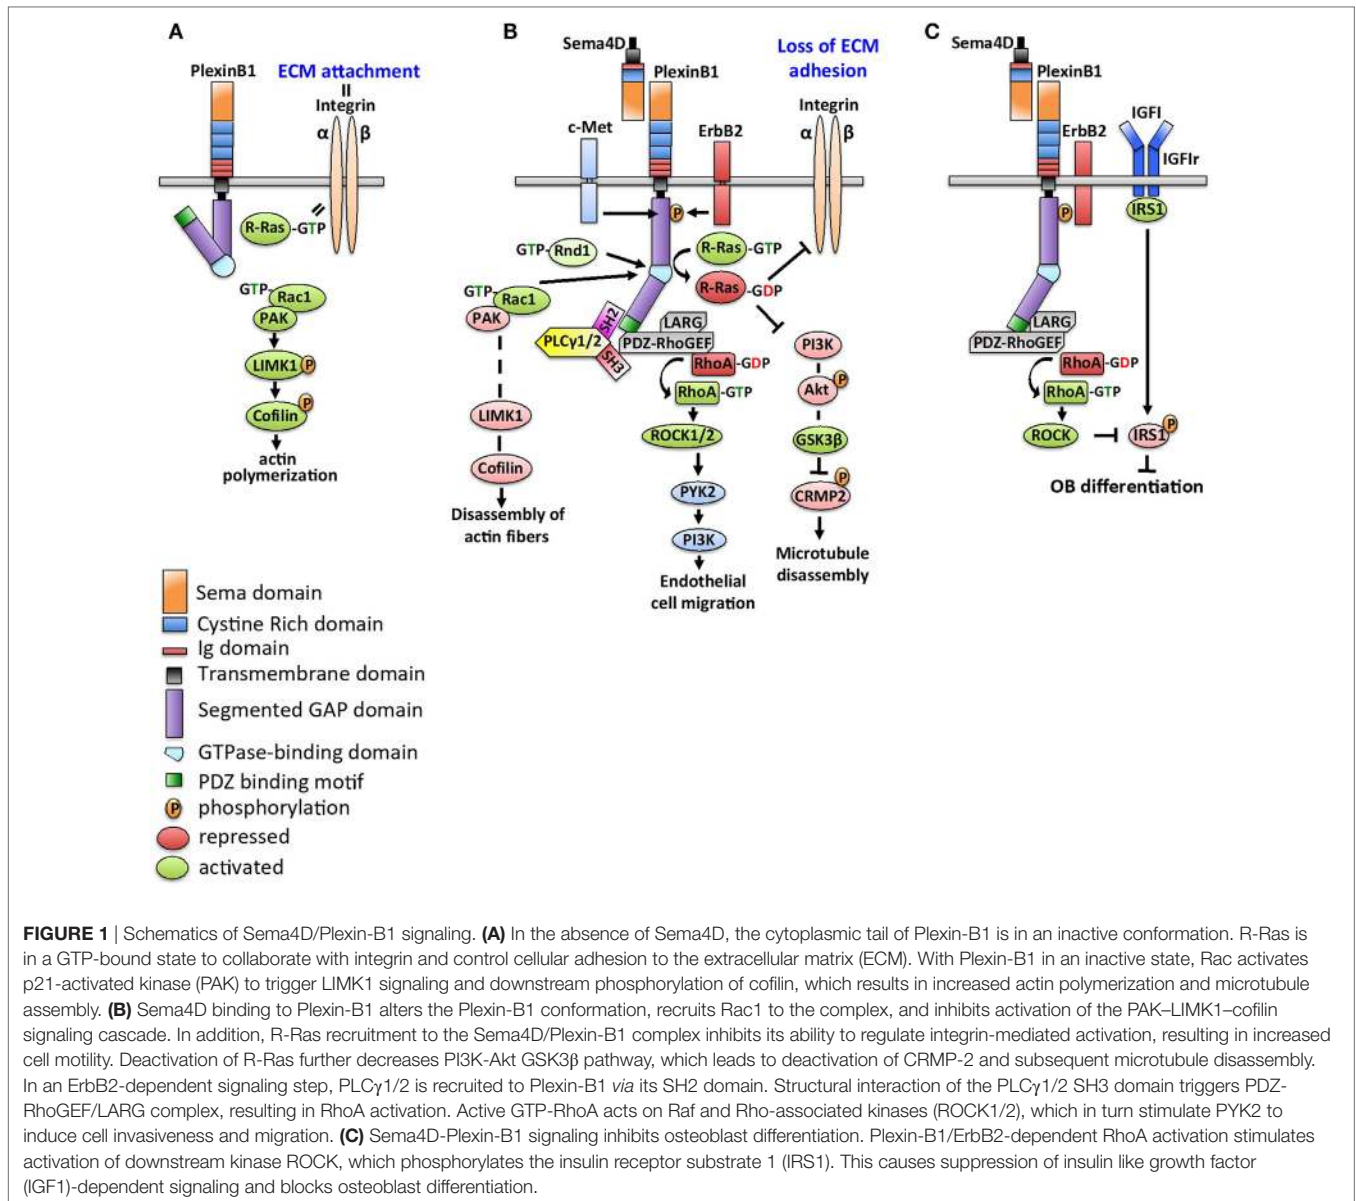 A
PlexinB1
ECM attachment
=
Integrin
α
β
R-Ras
-GTP
=
GTP-
Rac1
PAK
LIMK1
P
Cofilin
P
actin
polymerization
B
Sema4D
PlexinB1
Loss of ECM
adhesion
c-Met
ErbB2
Integrin
α
β
P
GTP-
Rnd1
R-Ras
-GTP
R-Ras
-GDP
GTP-
Rac1
PAK
SH2
PLCγ1/2
SH3
LARG
PDZ-RhoGEF
RhoA
-GDP
RhoA
-GTP
ROCK1/2
PYK2
PI3K
Endothelial
cell migration
LIMK1
Cofilin
Disassembly of
actin fibers
PI3K
Akt
P
GSK3β
P
CRMP2
Microtubule
disassembly
C
Sema4D
PlexinB1
ErbB2
IGFI
IGFIr
IRS1
P
LARG
PDZ-RhoGEF
RhoA
-GDP
RhoA
-GTP
ROCK
IRS1
P
OB differentiation
Sema domain
Cystine Rich domain
Ig domain
Transmembrane domain
Segmented GAP domain
GTPase-binding domain
PDZ binding motif
P
phosphorylation
repressed
activated
FIGURE 1 | Schematics of Sema4D/Plexin-B1 signaling. (A) In the absence of Sema4D, the cytoplasmic tail of Plexin-B1 is in an inactive conformation. R-Ras is
in a GTP-bound state to collaborate with integrin and control cellular adhesion to the extracellular matrix (ECM). With Plexin-B1 in an inactive state, Rac activates
p21-activated kinase (PAK) to trigger LIMK1 signaling and downstream phosphorylation of cofilin, which results in increased actin polymerization and microtubule
assembly. (B) Sema4D binding to Plexin-B1 alters the Plexin-B1 conformation, recruits Rac1 to the complex, and inhibits activation of the PAK–LIMK1–cofilin
signaling cascade. In addition, R-Ras recruitment to the Sema4D/Plexin-B1 complex inhibits its ability to regulate integrin-mediated activation, resulting in increased
cell motility. Deactivation of R-Ras further decreases PI3K-Akt GSK3β pathway, which leads to deactivation of CRMP-2 and subsequent microtubule disassembly.
In an ErbB2-dependent signaling step, PLCγ1/2 is recruited to Plexin-B1 via its SH2 domain. Structural interaction of the PLCγ1/2 SH3 domain triggers PDZ-
RhoGEF/LARG complex, resulting in RhoA activation. Active GTP-RhoA acts on Raf and Rho-associated kinases (ROCK1/2), which in turn stimulate PYK2 to
induce cell invasiveness and migration. (C) Sema4D-Plexin-B1 signaling inhibits osteoblast differentiation. Plexin-B1/ErbB2-dependent RhoA activation stimulates
activation of downstream kinase ROCK, which phosphorylates the insulin receptor substrate 1 (IRS1). This causes suppression of insulin like growth factor
(IGF1)-dependent signaling and blocks osteoblast differentiation.